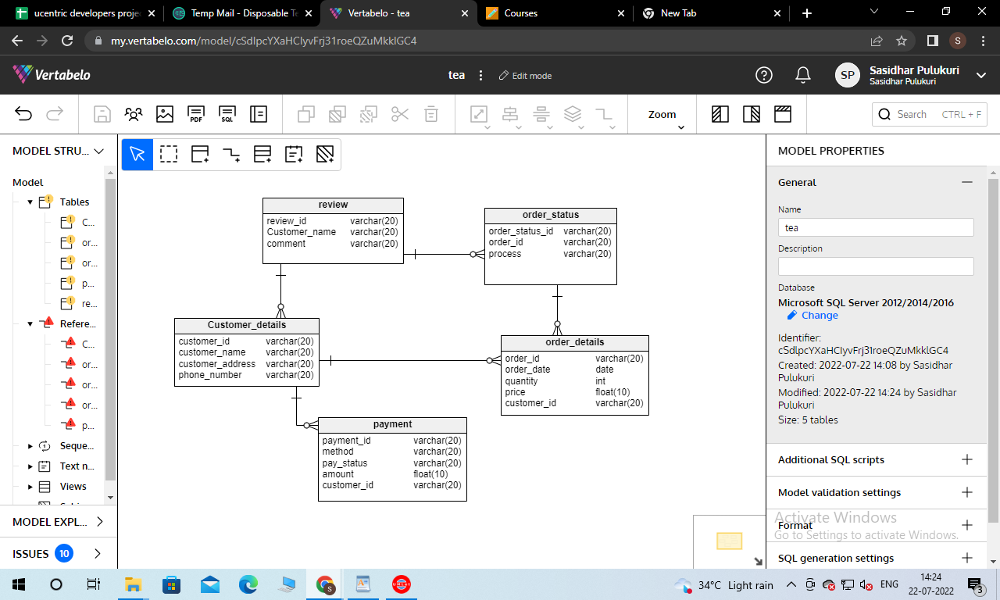 ucentric developers proje
Temp Mail - Disposable Te
Vertabelo - tea
Courses
New Tab
my.vertabelo.com/model/cSdlpcYXaHClyvFrj31roeQZuMkklGC4
S
Vertabelo
tea
Edit mode
SP
Sasidhar Pulukuri
Sasidhar Pulukuri
PDF
SQL
Zoom
Search CTRL + F
MODEL STRU...
Model
Tables
C...
or...
or...
p...
re...
Refere...
C...
or...
or...
or...
p...
Seque...
Text n...
Views
MODEL EXPL...
ISSUES 10
review
review_id varchar(20)
Customer_name varchar(20)
comment varchar(20)
order_status
order_status_id varchar(20)
order_id varchar(20)
process varchar(20)
Customer_details
customer_id varchar(20)
customer_name varchar(20)
customer_address varchar(20)
phone_number varchar(20)
order_details
order_id varchar(20)
order_date date
quantity int
price float(10)
customer_id varchar(20)
payment
payment_id varchar(20)
method varchar(20)
pay_status varchar(20)
amount float(10)
customer_id varchar(20)
MODEL PROPERTIES
General
Name
tea
Description
Database
Microsoft SQL Server 2012/2014/2016
Change
Identifier:
cSdlpcYXaHClyvFrj31roeQZuMkklGC4
Created: 2022-07-22 14:08 by Sasidhar
Pulukuri
Modified: 2022-07-22 14:24 by Sasidhar
Pulukuri
Size: 5 tables
Additional SQL scripts
Model validation settings
Activate Windows
Format
Go to Settings to activate Windows.
SQL generation settings
34°C Light rain
ENG
14:24
22-07-2022
3